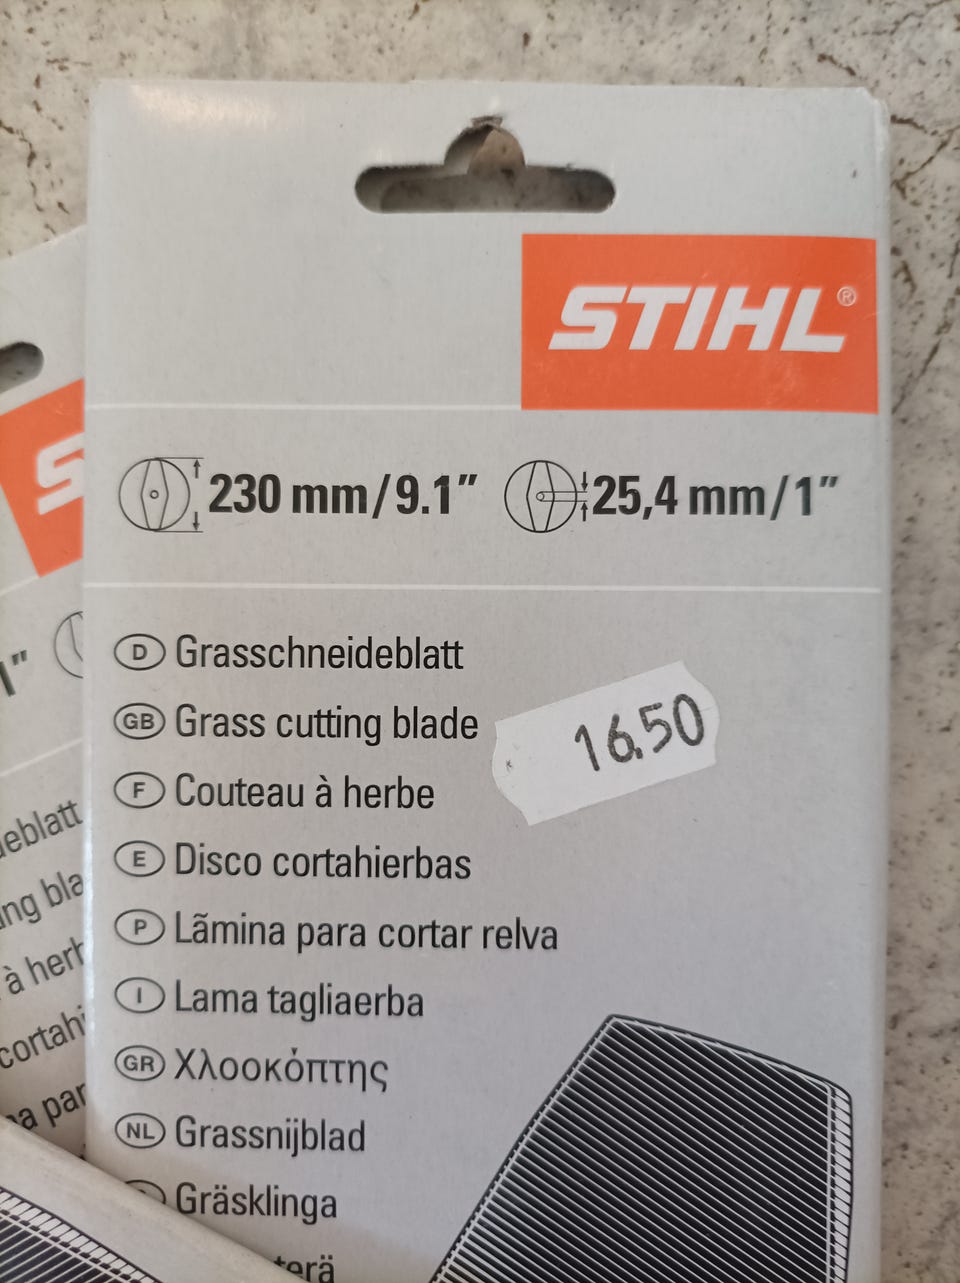 STIHL®
230 mm/9.1"
25,4 mm/1"
D Grasschneideblatt
GB Grass cutting blade
16.50
F Couteau à herbe
E Disco cortahierbas
P Lãmina para cortar relva
I Lama tagliaerba
GR Χλοοκόπτης
NL Grassnijblad
Gräsklinga
1"
à